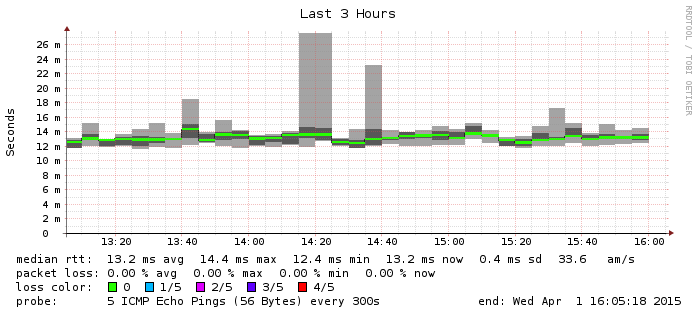 Last 3 Hours
RRDTOOL / TOBI OETIKER
Seconds
26 m
24 m
22 m
20 m
18 m
16 m
14 m
12 m
10 m
8 m
6 m
4 m
2 m
0
13:20 13:40 14:00 14:20 14:40 15:00 15:20 15:40 16:00
median rtt: 13.2 ms avg 14.4 ms max 12.4 ms min 13.2 ms now 0.4 ms sd 33.6 am/s
packet loss: 0.00 % avg 0.00 % max 0.00 % min 0.00 % now
loss color: 0 1/5 2/5 3/5 4/5
probe: 5 ICMP Echo Pings (56 Bytes) every 300s end: Wed Apr 1 16:05:18 2015